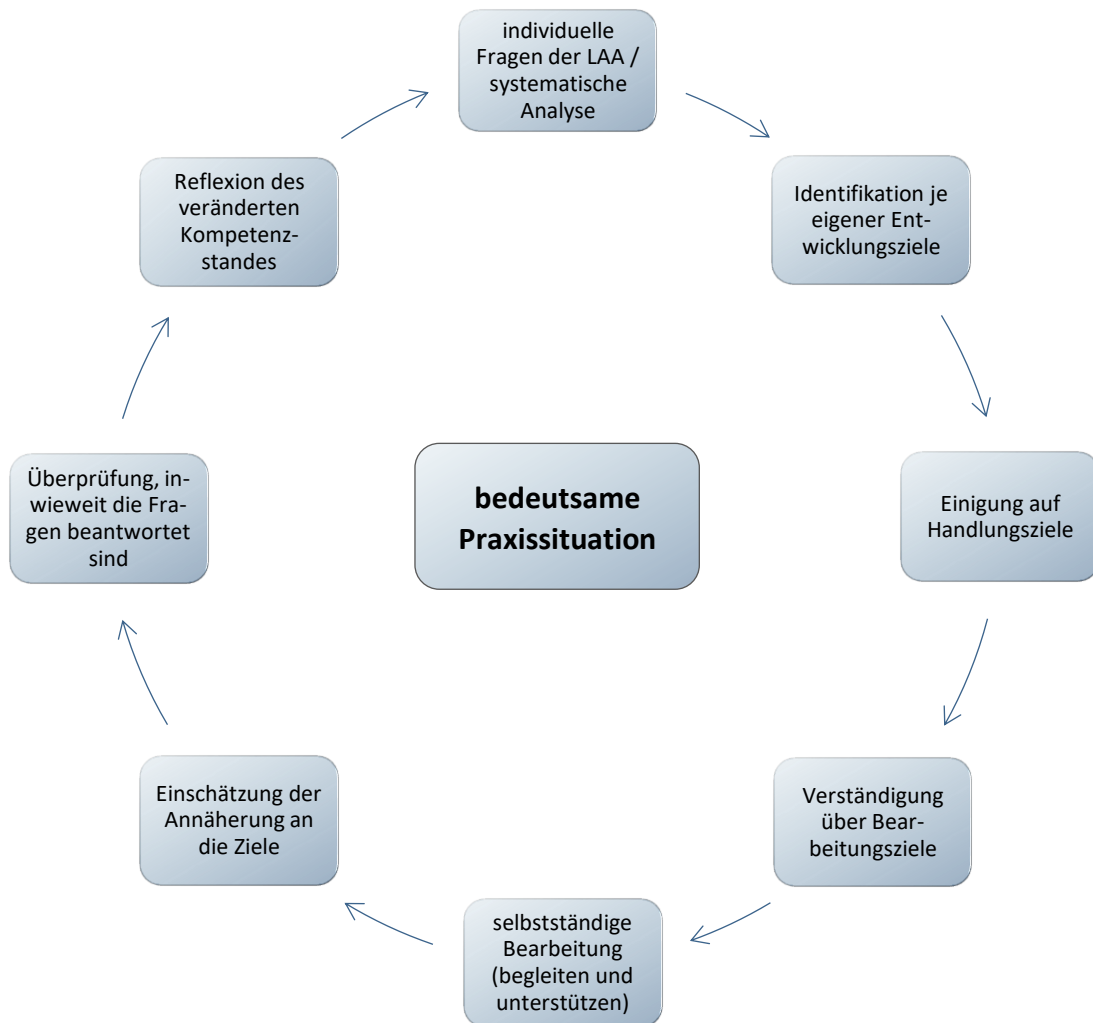 individuelle
Fragen der LAA /
systematische
Analyse
Identifikation je
eigener Ent-
wicklungsziele
Einigung auf
Handlungsziele
Verständigung
über Bear-
beitungsziele
selbstständige
Bearbeitung
(begleiten und
unterstützen)
Einschätzung der
Annäherung an
die Ziele
Überprüfung, in-
wieweit die Fra-
gen beantwortet
sind
Reflexion des
veränderten
Kompetenz-
standes
bedeutsame
Praxissituation